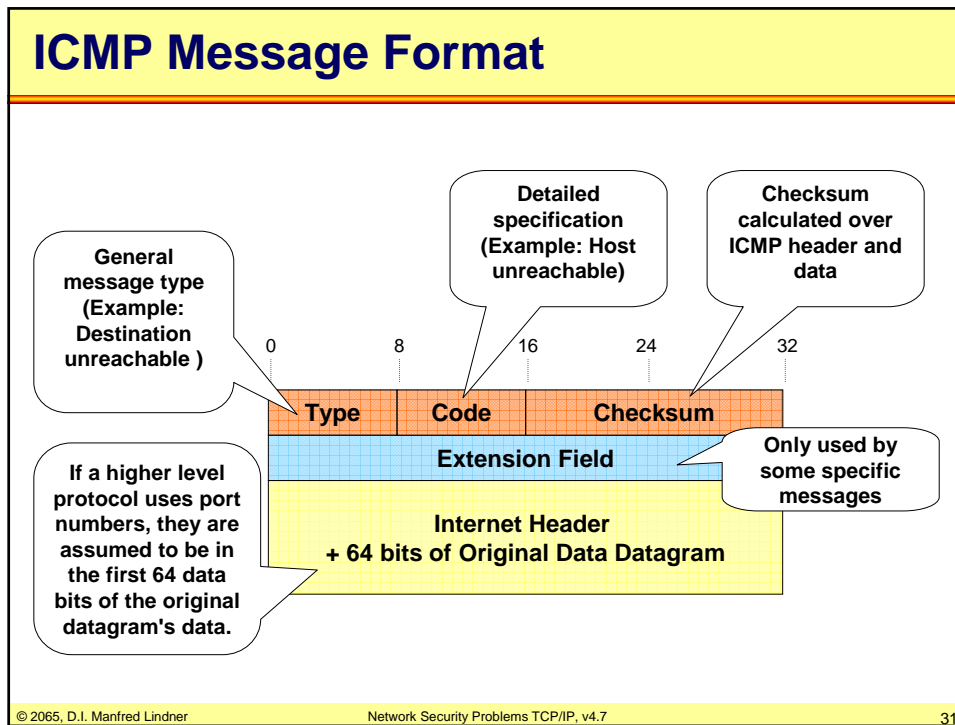 ICMP Message Format
Detailed
specification
(Example: Host
unreachable)
Checksum
calculated over
ICMP header and
data
General
message type
(Example:
Destination
unreachable )
0 8 16 24 32
Type Code Checksum
Extension Field
Only used by
some specific
messages
If a higher level
protocol uses port
numbers, they are
assumed to be in
the first 64 data
bits of the original
datagram's data.
Internet Header
+ 64 bits of Original Data Datagram
© 2065, D.I. Manfred Lindner Network Security Problems TCP/IP, v4.7 31